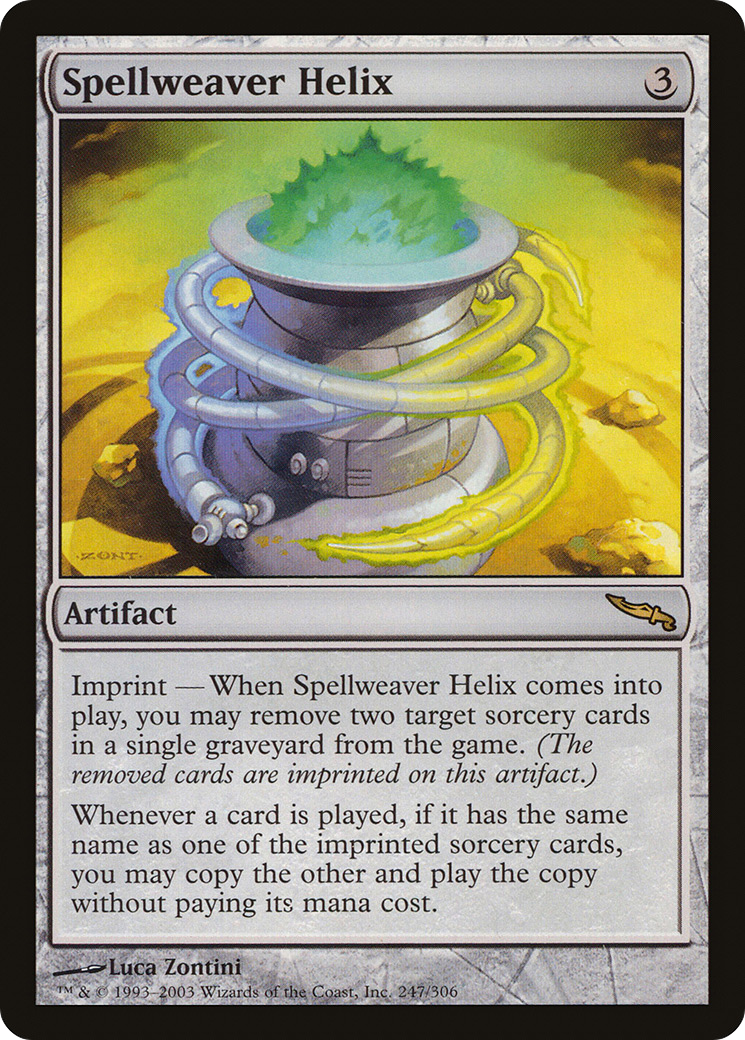 Spellweaver Helix
3
·ZONT·
Artifact
Imprint — When Spellweaver Helix comes into
play, you may remove two target sorcery cards
in a single graveyard from the game. (The
removed cards are imprinted on this artifact.)
Whenever a card is played, if it has the same
name as one of the imprinted sorcery cards,
you may copy the other and play the copy
without paying its mana cost.
Luca Zontini
™ & © 1993–2003 Wizards of the Coast, Inc. 247/306